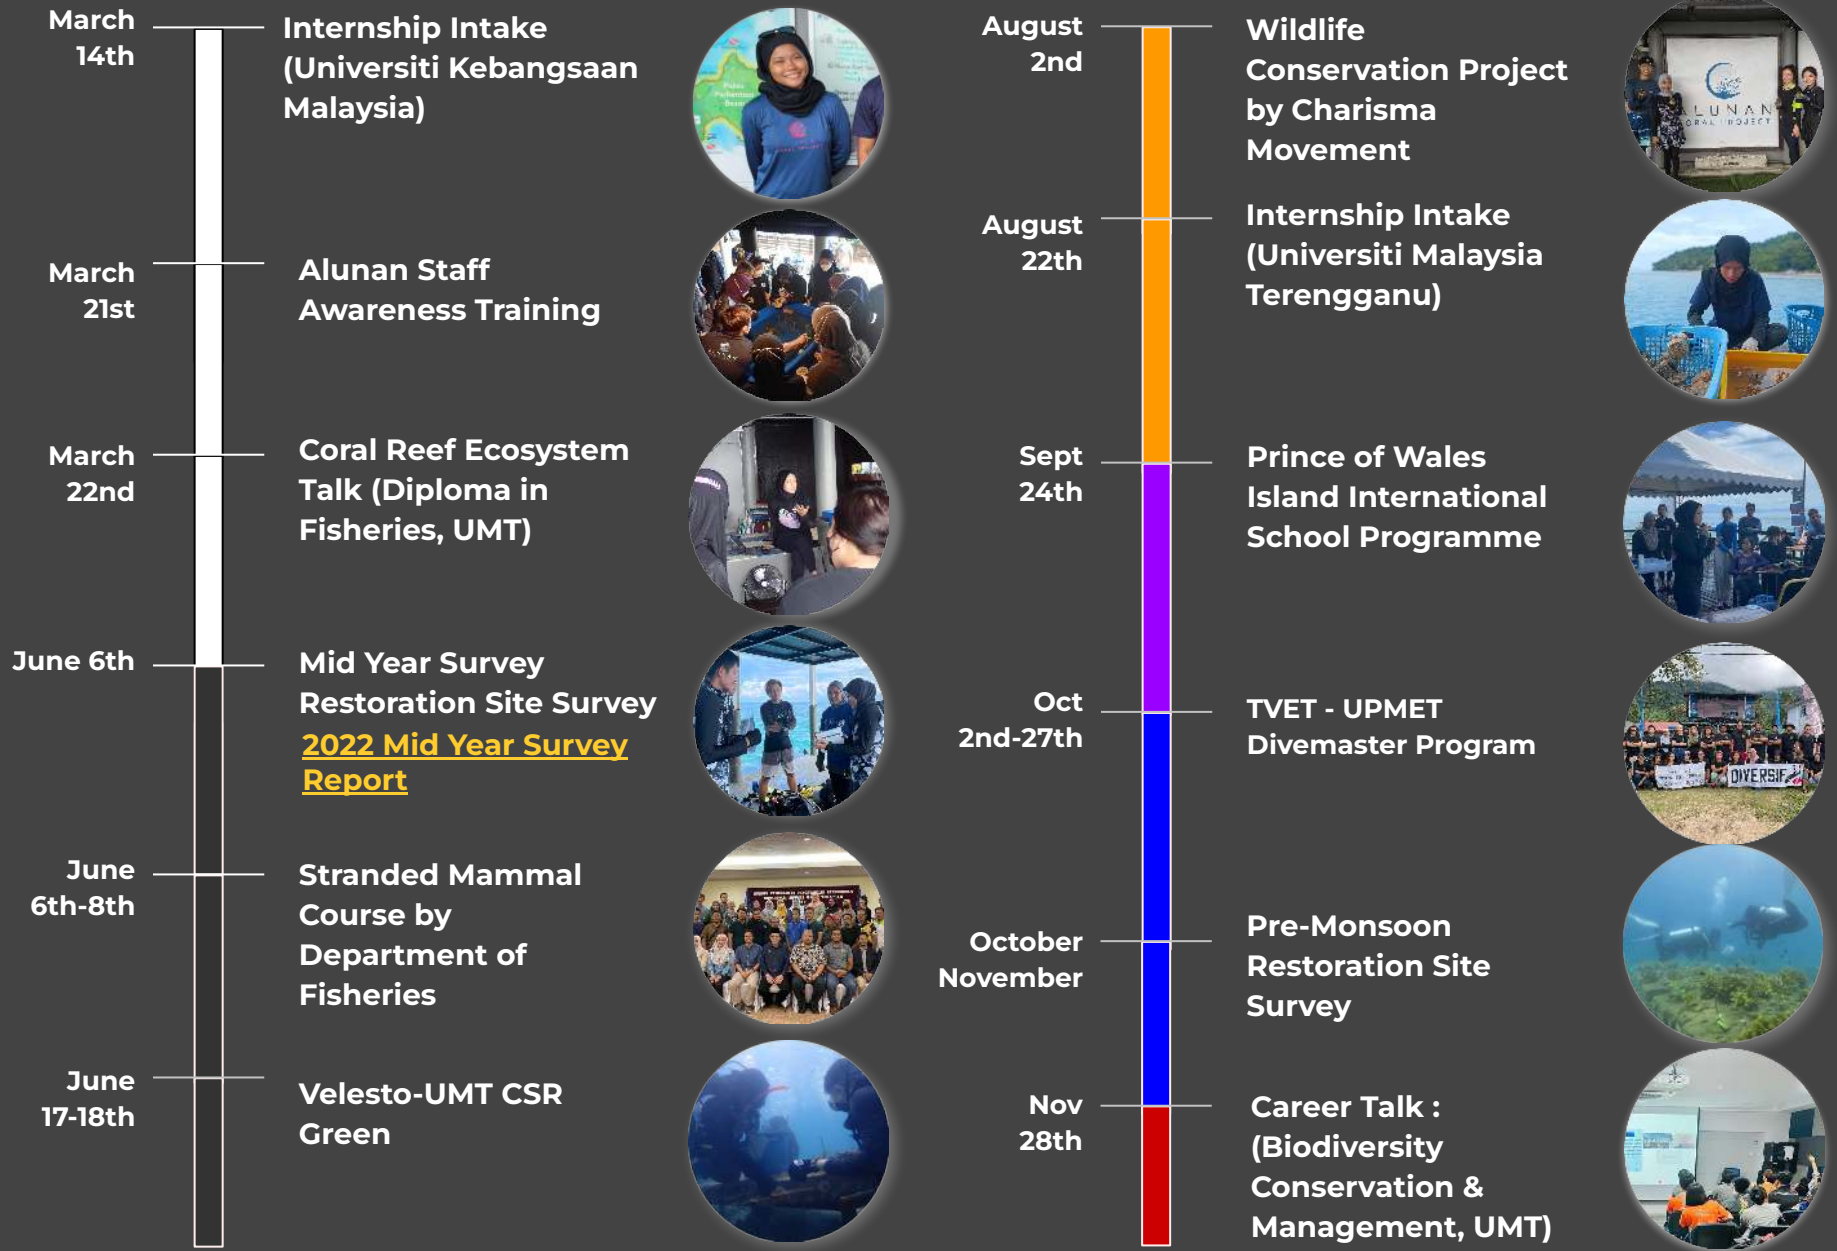 March
14th
Internship Intake
(Universiti Kebangsaan
Malaysia)
March
21st
Alunan Staff
Awareness Training
March
22nd
Coral Reef Ecosystem
Talk (Diploma in
Fisheries, UMT)
June 6th
Mid Year Survey
Restoration Site Survey
2022 Mid Year Survey
Report
June
6th-8th
Stranded Mammal
Course by
Department of
Fisheries
June
17-18th
Velesto-UMT CSR
Green
August
2nd
Wildlife
Conservation Project
by Charisma
Movement
ALUNAN
CORAL PROJECT
August
22th
Internship Intake
(Universiti Malaysia
Terengganu)
Sept
24th
Prince of Wales
Island International
School Programme
Oct
2nd-27th
TVET - UPMET
Divemaster Program
DIVERSIF
October
November
Pre-Monsoon
Restoration Site
Survey
Nov
28th
Career Talk :
(Biodiversity
Conservation &
Management, UMT)